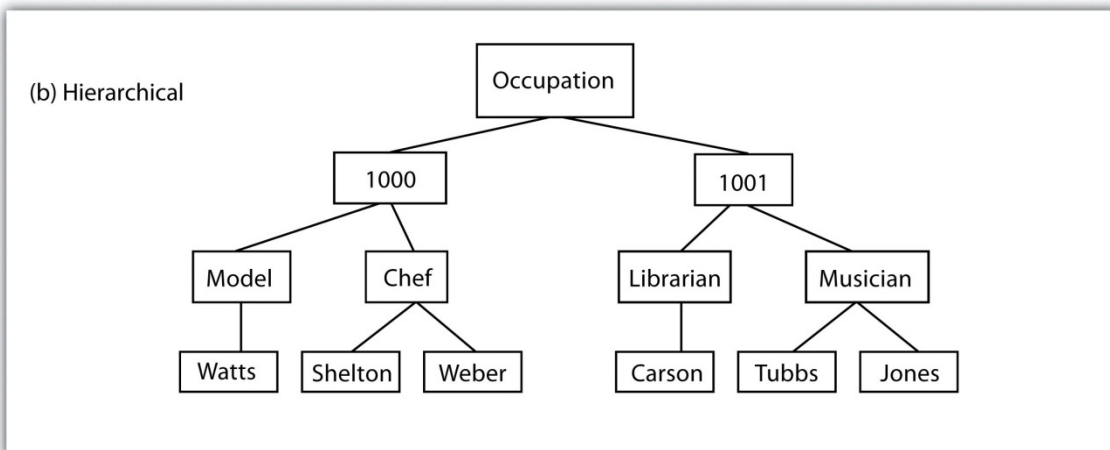 Occupation
(b) Hierarchical
1000
1001
Model
Chef
Librarian
Musician
Watts
Shelton
Weber
Carson
Tubbs
Jones